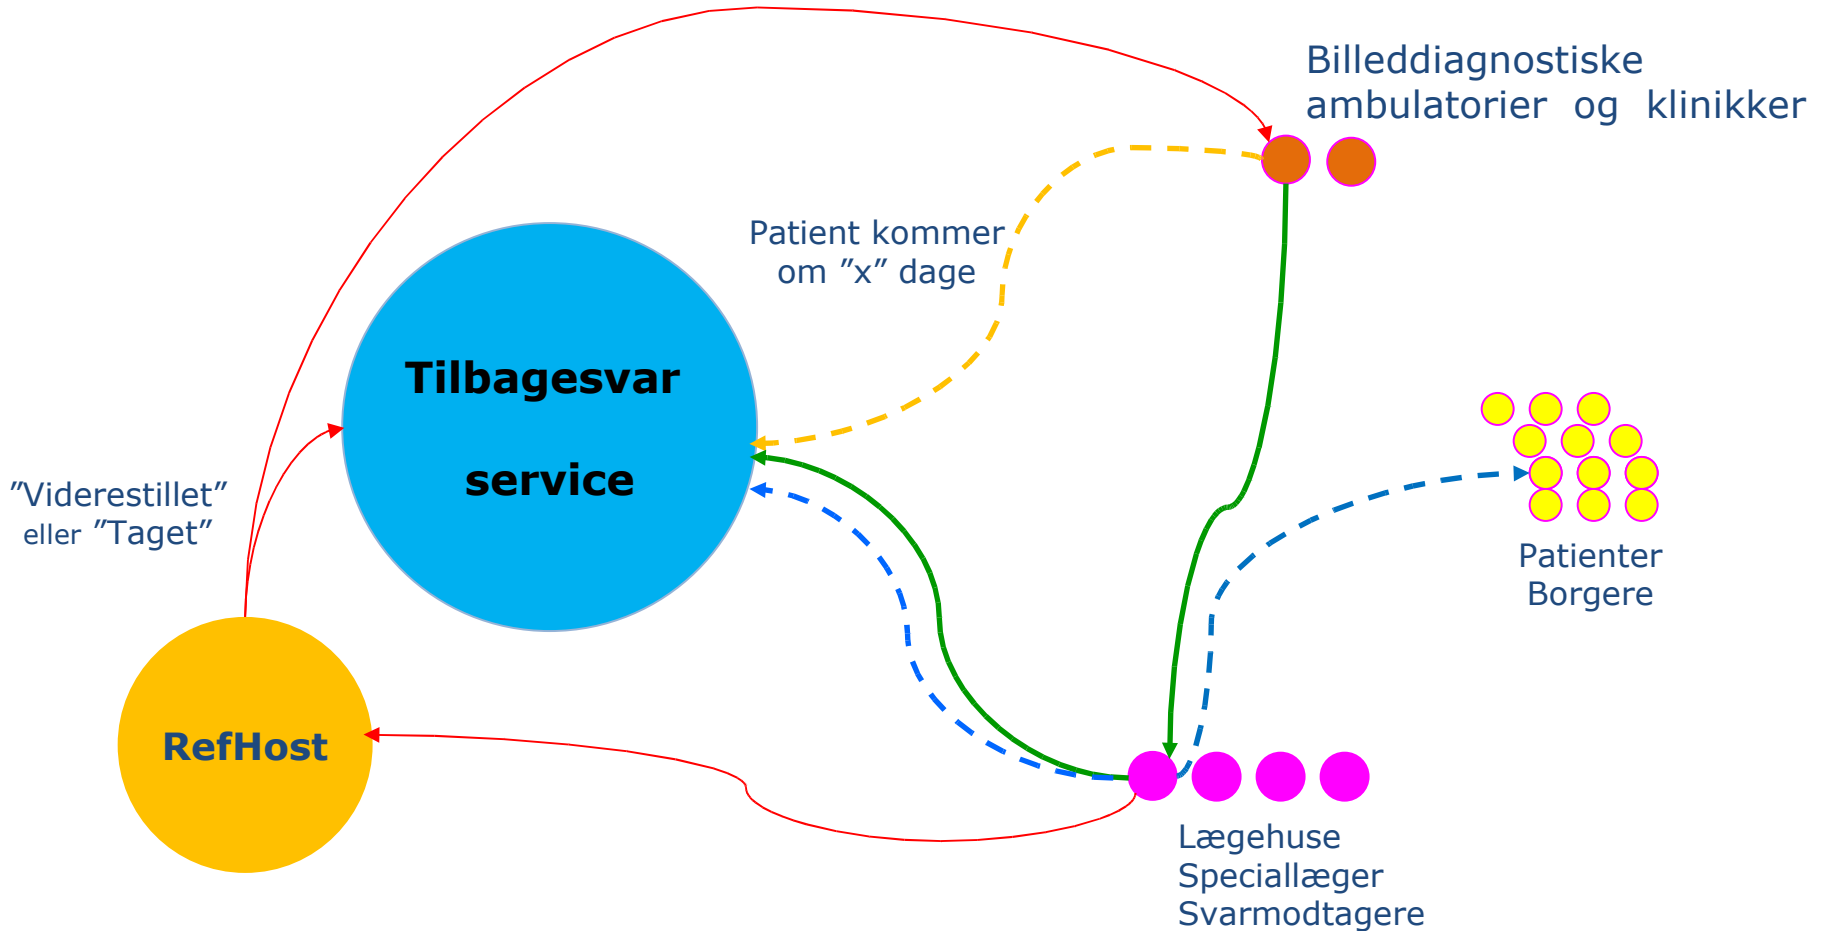 Billeddiagnostiske
ambulatorier og klinikker
Patient kommer
om ”x” dage
Tilbagesvar
service
”Viderestillet”
eller ”Taget”
Patienter
Borgere
RefHost
Lægehuse
Speciallæger
Svarmodtagere